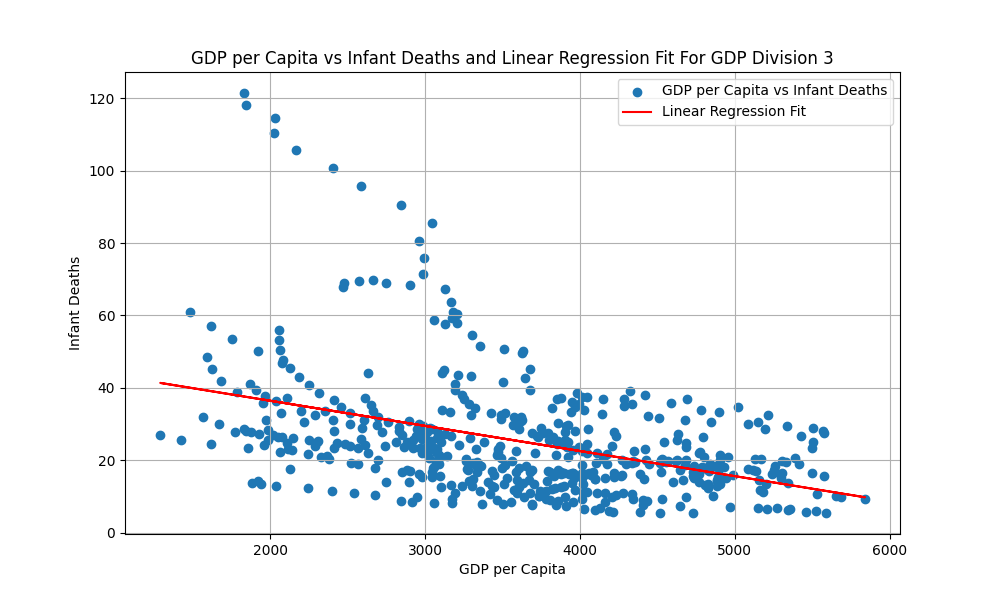 GDP per Capita vs Infant Deaths and Linear Regression Fit For GDP Division 3
GDP per Capita vs Infant Deaths
Linear Regression Fit
Infant Deaths
120
100
80
60
40
20
0
2000 3000 4000 5000 6000
GDP per Capita